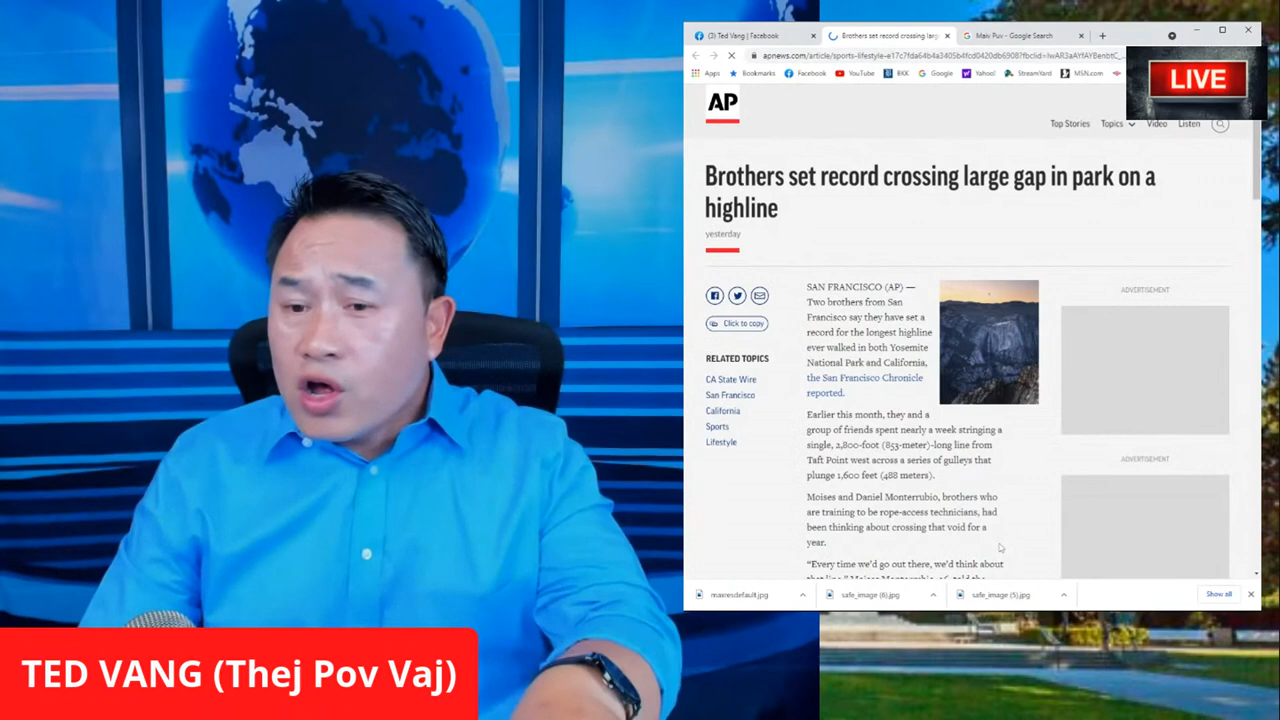 (3) Ted Vang | Facebook
Brothers set record crossing larg
Maiv Puv - Google Search
Apps
Bookmarks
Facebook
YouTube
BKK
Google
Yahoo!
StreamYard
MSN.com
LIVE
AP
Top Stories
Topics
Video
Listen
Brothers set record crossing large gap in park on a
highline
yesterday
Click to copy
RELATED TOPICS
CA State Wire
San Francisco
California
Sports
Lifestyle
SAN FRANCISCO (AP) —
Two brothers from San
Francisco say they have set a
record for the longest highline
ever walked in both Yosemite
National Park and California,
the San Francisco Chronicle
reported.
Earlier this month, they and a
group of friends spent nearly a week stringing a
single, 2,800-foot (853-meter)-long line from
Taft Point west across a series of gulleys that
plunge 1,600 feet (488 meters).
Moises and Daniel Monterrubio, brothers who
are training to be rope-access technicians, had
been thinking about crossing that void for a
year.
“Every time we'd go out there, we'd think about
ADVERTISEMENT
ADVERTISEMENT
maxresdefault.jpg
safe_image (6).jpg
safe_image (5).jpg
Show all
TED VANG (Thej Pov Vaj)